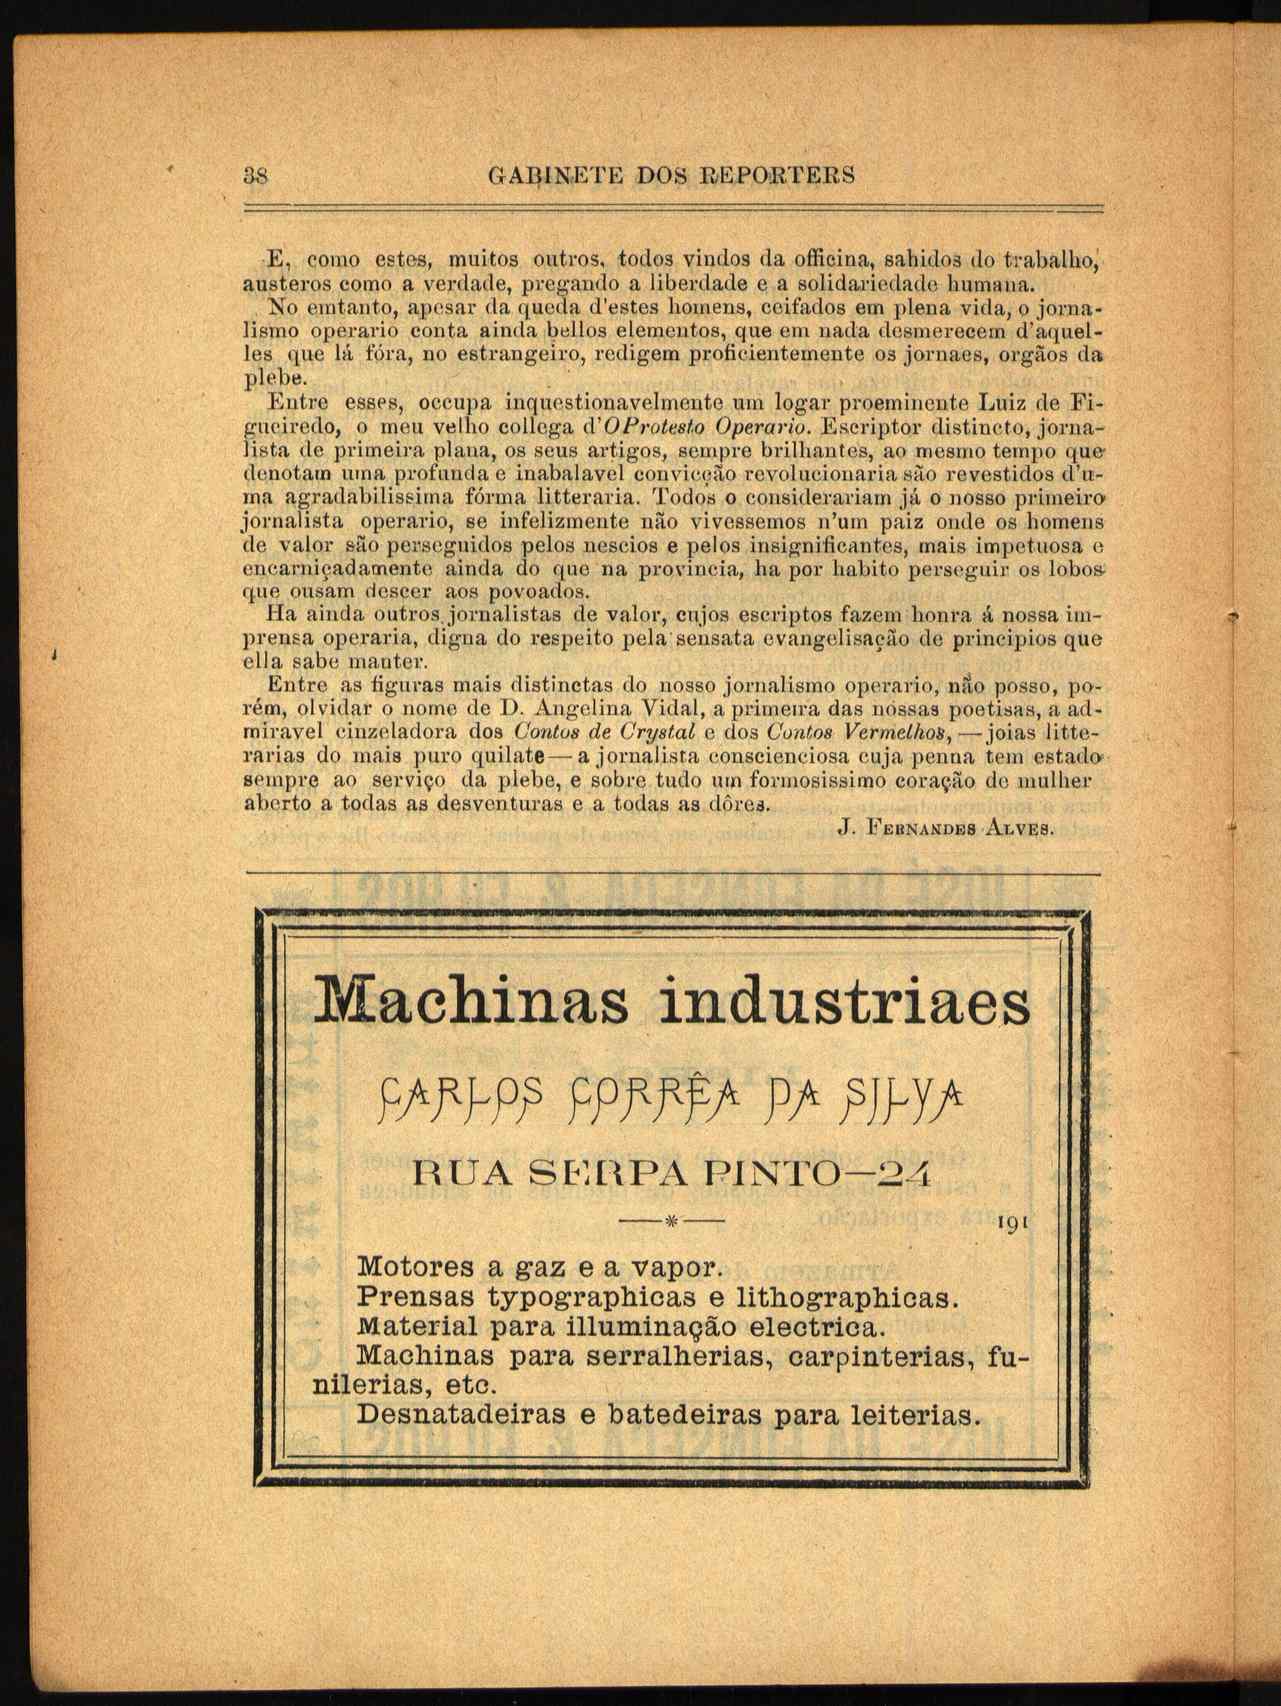 38 GABINETE DOS REPORTERS
E, como estes, muitos outros, todos vindos da officina, sahidos do trabalho,
austeros como a verdade, pregando a liberdade e a solidariedade humana.
No emtanto, apesar da queda d'estes homens, ceifados em plena vida, o jorna-
lismo operario conta ainda bellos elementos, que em nada desmerecem d'aquel-
les que lá fóra, no estrangeiro, redigem proficientemente os jornaes, orgãos da
plebe.
Entre esses, occupa inquestionavelmente um logar proeminente Luiz de Fi-
gueiredo, o meu velho collega d'O Protesto Operario. Escriptor distincto, jorna-
lista de primeira plana, os seus artigos, sempre brilhantes, ao mesmo tempo que
denotam uma profunda e inabalavel convicção revolucionaria são revestidos d'u-
ma agradabilissima fórma litteraria. Todos o considerariam já o nosso primeiro
jornalista operario, se infelizmente não vivessemos n'um paiz onde os homens
de valor são perseguidos pelos nescios e pelos insignificantes, mais impetuosa e
encarniçadamente ainda do que na provincia, ha por habito perseguir os lobos
que ousam descer aos povoados.
Ha ainda outros jornalistas de valor, cujos escriptos fazem honra á nossa im-
prensa operaria, digna do respeito pela sensata evangelisação de principios que
ella sabe manter.
Entre as figuras mais distinctas do nosso jornalismo operario, não posso, po-
rém, olvidar o nome de D. Angelina Vidal, a primeira das nossas poetisas, a ad-
miravel cinzeladora dos Contos de Crystal e dos Contos Vermelhos, — joias litte-
rarias do mais puro quilate — a jornalista conscienciosa cuja penna tem estado
sempre ao serviço da plebe, e sobre tudo um formosissimo coração de mulher
aberto a todas as desventuras e a todas as dôres.
J. FERNANDES ALVES.
Machinas industriaes
CARLOS CORRÊA DA SILVA
RUA SERPA PINTO—24
191
Motores a gaz e a vapor.
Prensas typographicas e lithographicas.
Material para illuminação electrica.
Machinas para serralherias, carpinterias, fu-
nilerias, etc.
Desnatadeiras e batedeiras para leiterias.